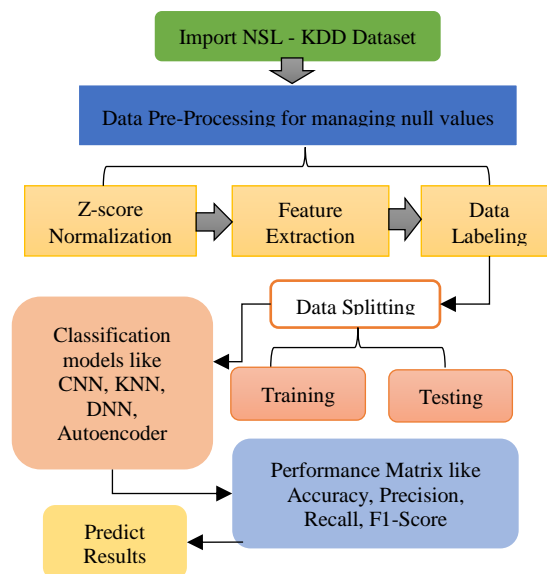 Import NSL - KDD Dataset
Data Pre-Processing for managing null values
Z-score
Normalization
Feature
Extraction
Data
Labeling
Data Splitting
Training
Testing
Classification
models like
CNN, KNN,
DNN,
Autoencoder
Performance Matrix like
Accuracy, Precision,
Recall, F1-Score
Predict
Results